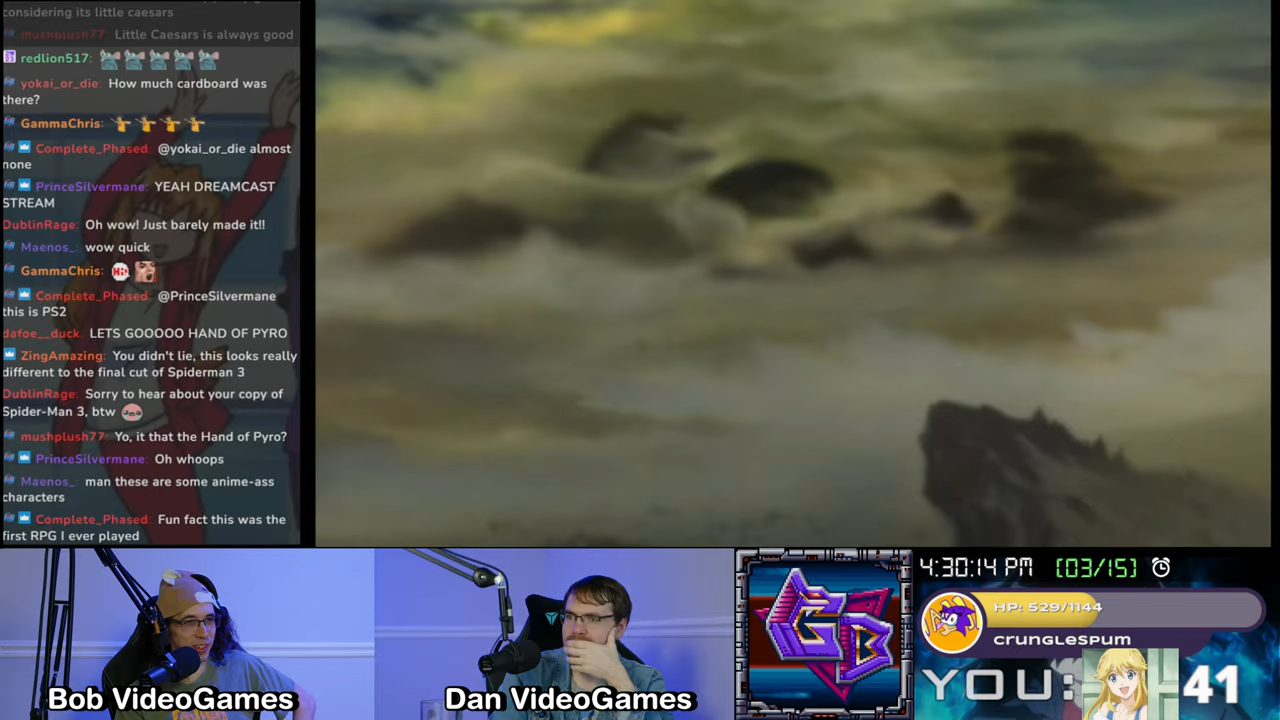 considering its little caesars
mushplush77 Little Caesars is always good
redlion517:
yokai_or_die: How much cardboard was
there?
GammaChris:
Complete_Phased: @yokai_or_die almost
none
PrinceSilvermane: YEAH DREAMCAST
STREAM
DublinRage: Oh wow! Just barely made it!!
Maenos_: wow quick
GammaChris: HI
Complete_Phased: @PrinceSilvermane
this is PS2
dafoe__duck: LETS GOOOOO HAND OF PYRO
ZingAmazing: You didn't lie, this looks really
different to the final cut of Spiderman 3
DublinRage: Sorry to hear about your copy of
Spider-Man 3, btw
mushplush77 Yo, it that the Hand of Pyro?
PrinceSilvermane: Oh whoops
Maenos_: man these are some anime-ass
characters
Complete_Phased: Fun fact this was the
first RPG I ever played
Bob VideoGames
Dan VideoGames
GB
4:30:14 PM [03/15]
HP: 529/1144
CRUNGLESPUM
YOU: 41